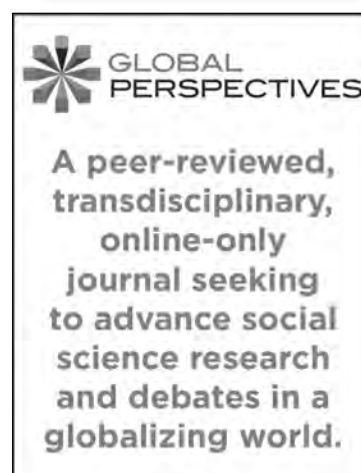 GLOBAL
PERSPECTIVES
A peer-reviewed,
transdisciplinary,
online-only
journal seeking
to advance social
science research
and debates in a
globalizing world.